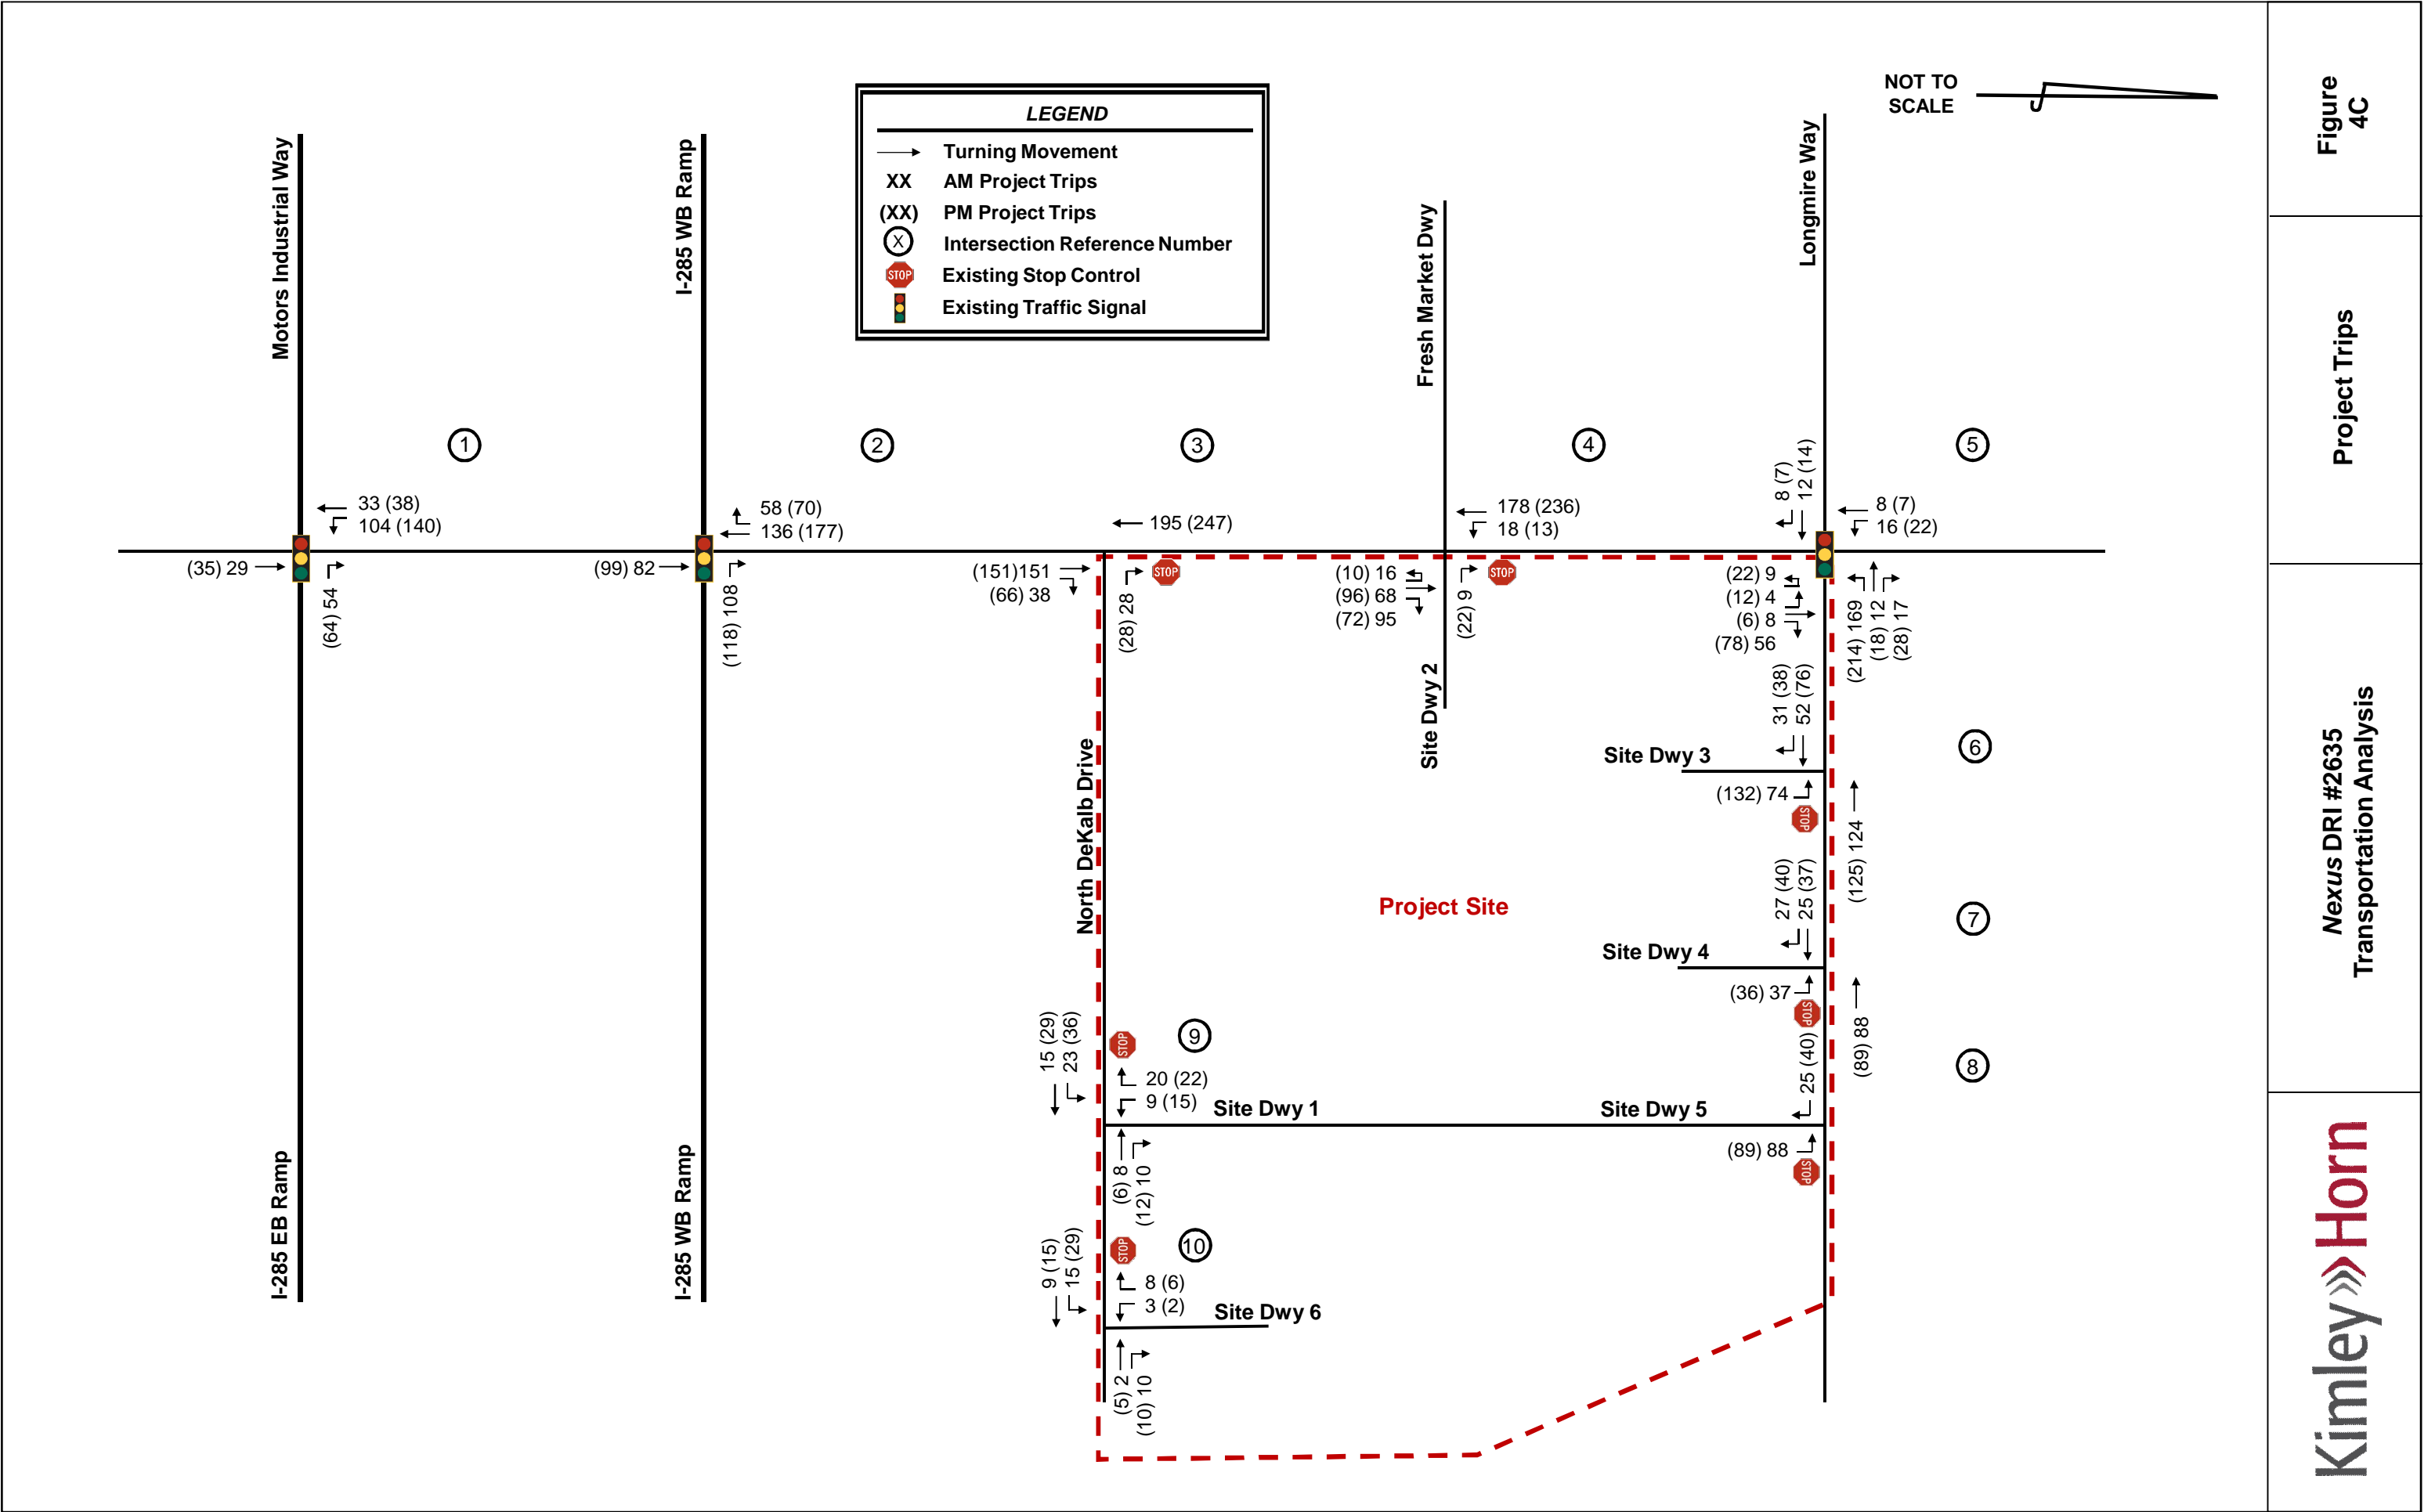 NOT TO
SCALE
LEGEND
Turning Movement
XX AM Project Trips
(XX) PM Project Trips
X Intersection Reference Number
STOP Existing Stop Control
Existing Traffic Signal
Motors Industrial Way
I-285 WB Ramp
Fresh Market Dwy
Longmire Way
1
2
3
4
5
33 (38)
104 (140)
(35) 29
(64) 54
58 (70)
136 (177)
(99) 82
(118) 108
195 (247)
(151)151
(66) 38
(28) 28
STOP
178 (236)
18 (13)
(10) 16
(96) 68
(72) 95
(22) 9
STOP
8 (7)
12 (14)
8 (7)
16 (22)
(22) 9
(12) 4
(6) 8
(78) 56
(214) 169
(18) 12
(28) 17
Site Dwy 2
North DeKalb Drive
31 (38)
52 (76)
Site Dwy 3
6
(132) 74
STOP
(125) 124
Project Site
27 (40)
25 (37)
7
Site Dwy 4
(36) 37
STOP
(89) 88
25 (40)
8
15 (29)
23 (36)
STOP
9
20 (22)
9 (15)
Site Dwy 1
Site Dwy 5
(89) 88
STOP
(6) 8
(12) 10
9 (15)
15 (29)
STOP
10
8 (6)
3 (2)
Site Dwy 6
(5) 2
(10) 10
I-285 EB Ramp
I-285 WB Ramp
Figure
4C
Project Trips
Nexus DRI #2635
Transportation Analysis
Kimley»Horn